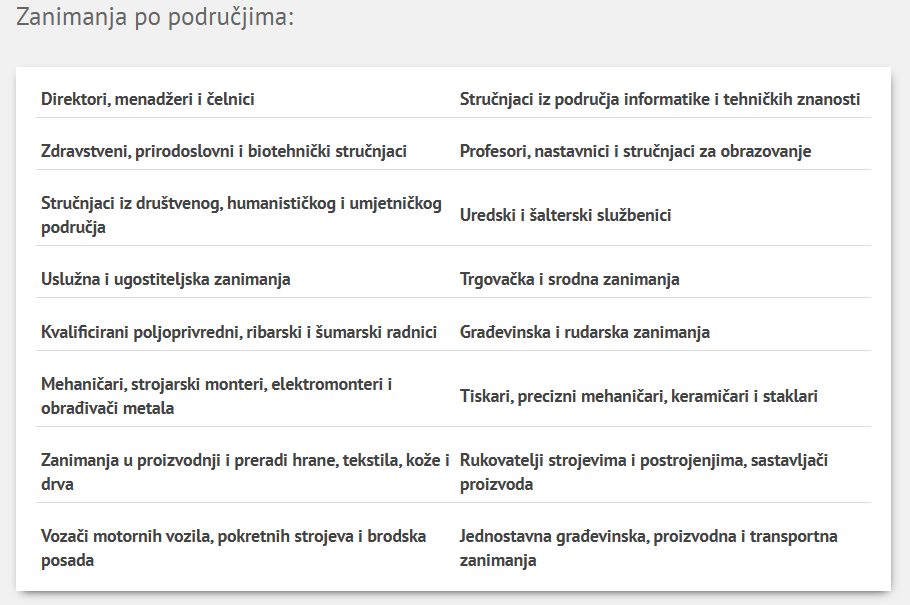 Zanimanja po područjima:
Direktori, menadžeri i čelnici
Stručnjaci iz područja informatike i tehničkih znanosti
Zdravstveni, prirodoslovni i biotehnički stručnjaci
Profesori, nastavnici i stručnjaci za obrazovanje
Stručnjaci iz društvenog, humanističkog i umjetničkog
područja
Uredski i šalterski službenici
Uslužna i ugostiteljska zanimanja
Trgovačka i srodna zanimanja
Kvalificirani poljoprivredni, ribarski i šumarski radnici
Građevinska i rudarska zanimanja
Mehaničari, strojarski monteri, elektromonteri i
obrađivači metala
Tiskari, precizni mehaničari, keramičari i staklari
Zanimanja u proizvodnji i preradi hrane, tekstila, kože i
drva
Rukovatelji strojevima i postrojenjima, sastavljači
proizvoda
Vozači motornih vozila, pokretnih strojeva i brodska
posada
Jednostavna građevinska, proizvodna i transportna
zanimanja